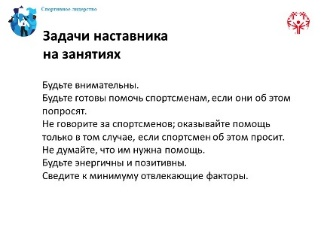 Спортивное лидерство
Задачи наставника
на занятиях
Будьте внимательны.
Будьте готовы помочь спортсменам, если они об этом
попросят.
Не говорите за спортсменов; оказывайте помощь
только в том случае, если спортсмен об этом просит.
Не думайте, что им нужна помощь.
Будьте энергичны и позитивны.
Сведите к минимуму отвлекающие факторы.